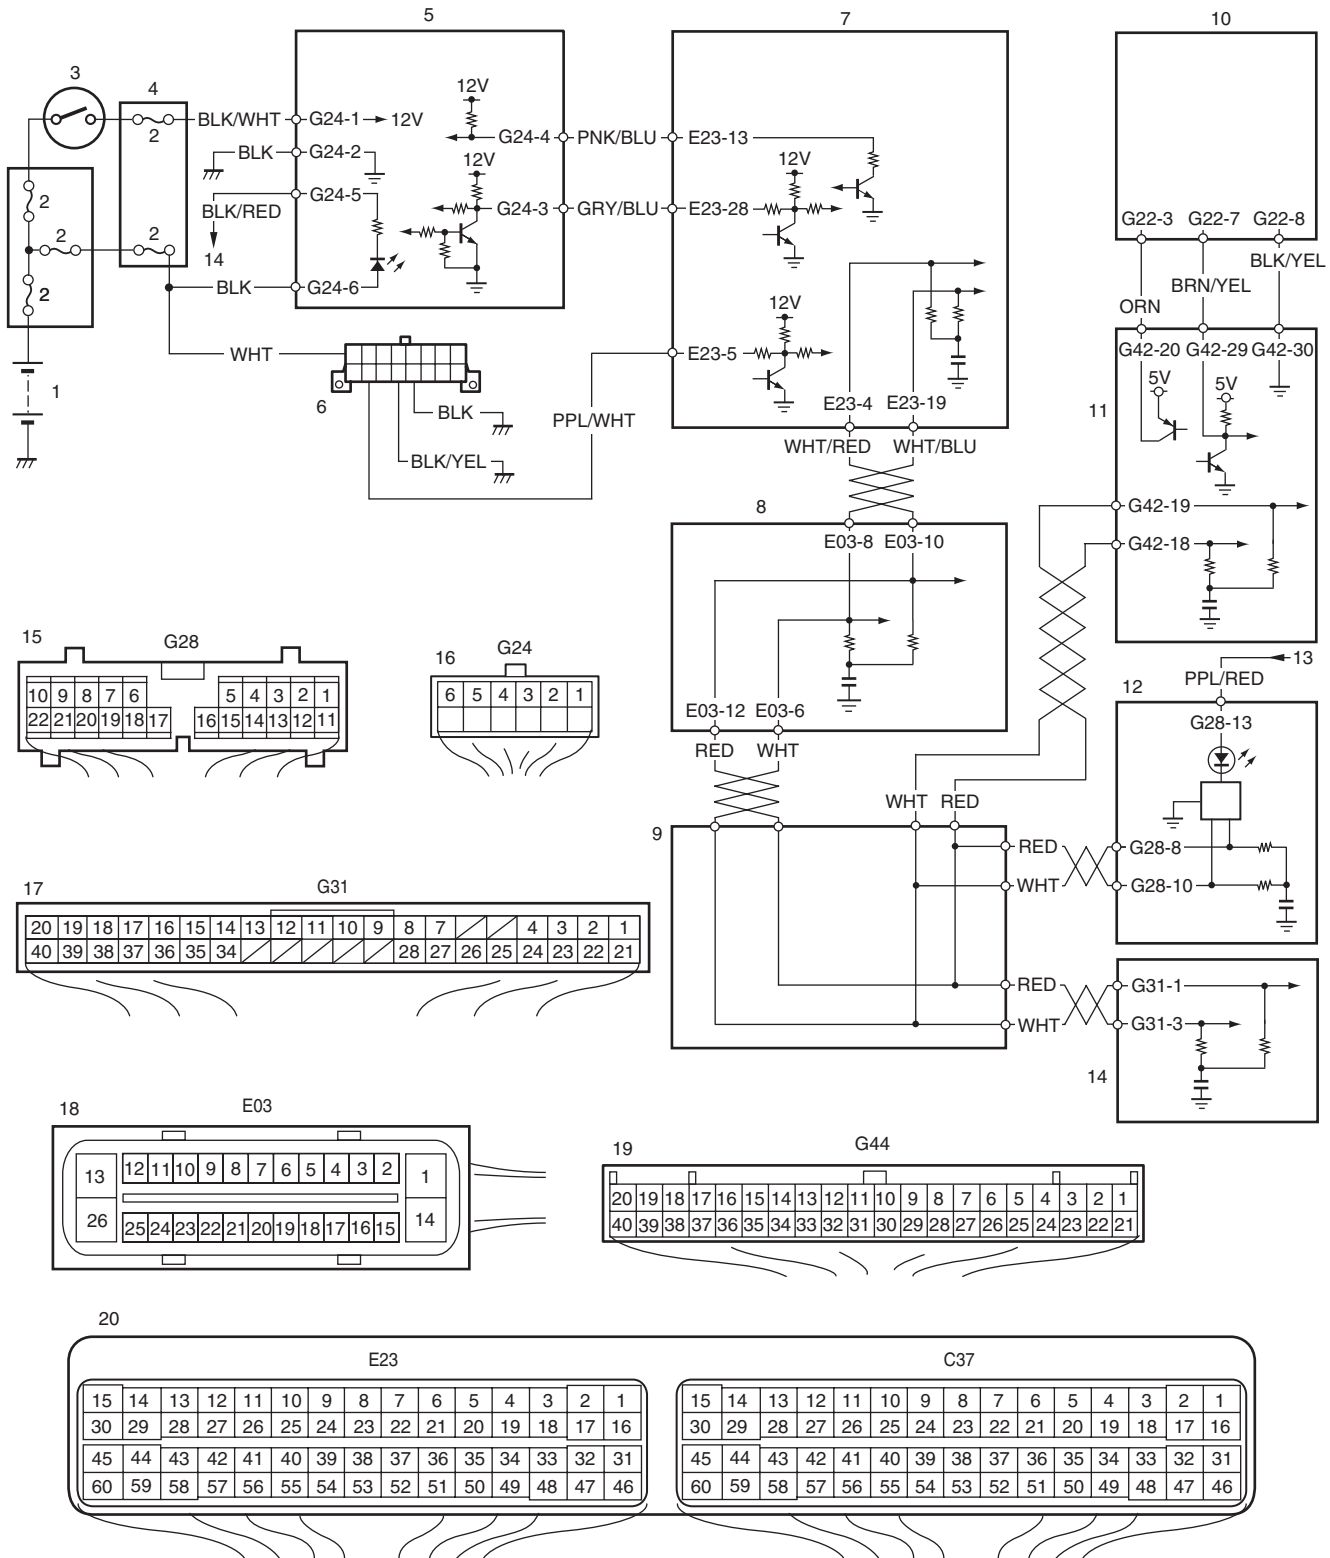 5
7
10
3
4
2
BLK/WHT
G24-1
12V
12V
G24-4
PNK/BLU
E23-13
BLK
G24-2
12V
12V
2
G24-5
BLK/RED
G24-3
GRY/BLU
E23-28
G22-3 G22-7 G22-8
2
2
14
2
BLK
G24-6
BLK/YEL
BRN/YEL
ORN
12V
WHT
E23-5
G42-20 G42-29 G42-30
1
6
BLK
PPL/WHT
E23-4 E23-19
5V
5V
11
BLK/YEL
WHT/RED WHT/BLU
8
G42-19
E03-8 E03-10
G42-18
15
G28
16
G24
13
PPL/RED
12
10 9 8 7 6 5 4 3 2 1
22 21 20 19 18 17 16 15 14 13 12 11
6 5 4 3 2 1
E03-12 E03-6
G28-13
RED WHT
WHT RED
9
RED
G28-8
WHT
G28-10
17
G31
20 19 18 17 16 15 14 13 12 11 10 9 8 7 4 3 2 1
40 39 38 37 36 35 34 28 27 26 25 24 23 22 21
RED
G31-1
WHT
G31-3
14
18
E03
13 12 11 10 9 8 7 6 5 4 3 2 1
26 25 24 23 22 21 20 19 18 17 16 15 14
19
G44
20 19 18 17 16 15 14 13 12 11 10 9 8 7 6 5 4 3 2 1
40 39 38 37 36 35 34 33 32 31 30 29 28 27 26 25 24 23 22 21
20
E23
C37
15 14 13 12 11 10 9 8 7 6 5 4 3 2 1
30 29 28 27 26 25 24 23 22 21 20 19 18 17 16
45 44 43 42 41 40 39 38 37 36 35 34 33 32 31
60 59 58 57 56 55 54 53 52 51 50 49 48 47 46
15 14 13 12 11 10 9 8 7 6 5 4 3 2 1
30 29 28 27 26 25 24 23 22 21 20 19 18 17 16
45 44 43 42 41 40 39 38 37 36 35 34 33 32 31
60 59 58 57 56 55 54 53 52 51 50 49 48 47 46